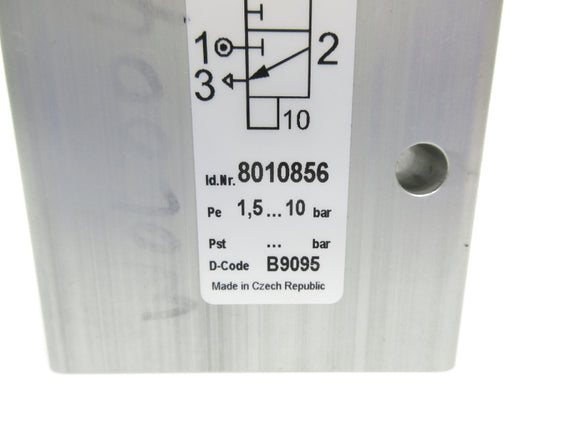 1 2
3
10
Id.Nr. 8010856
Pe 1,5...10 bar
Pst ... bar
D-Code B9095
Made in Czech Republic